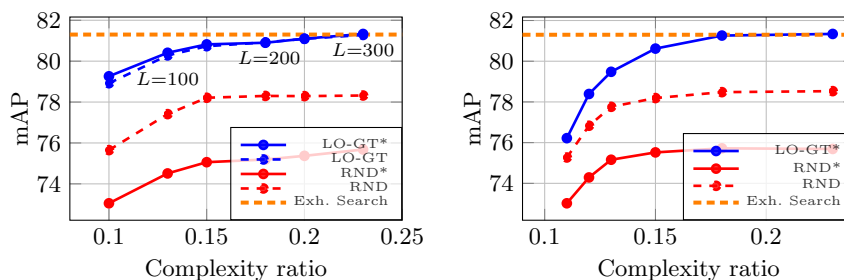 82
80
78
76
74
mAP
L=100
L=200
L=300
LO-GT*
LO-GT
RND*
RND
Exh. Search
0.1
0.15
0.2
0.25
Complexity ratio
82
80
78
76
74
mAP
LO-GT*
RND*
RND
Exh. Search
0.1
0.2
Complexity ratio